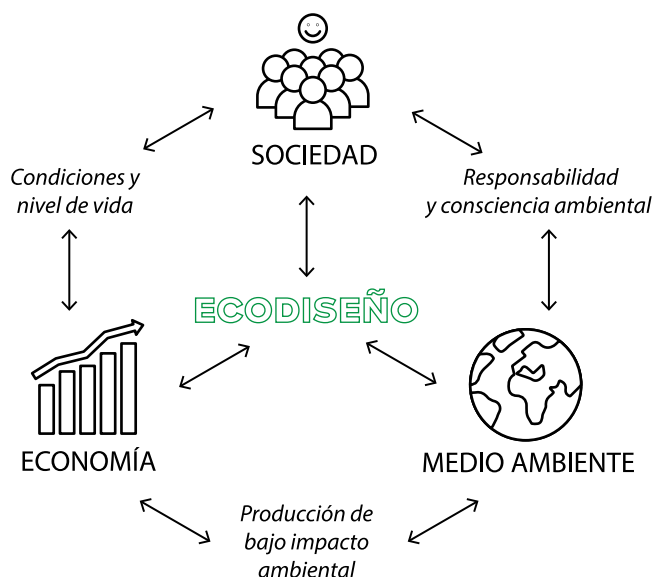 SOCIEDAD
Condiciones y
nivel de vida
Responsabilidad
y consciencia ambiental
ECODISEÑO
ECONOMÍA
MEDIO AMBIENTE
Producción de
bajo impacto
ambiental